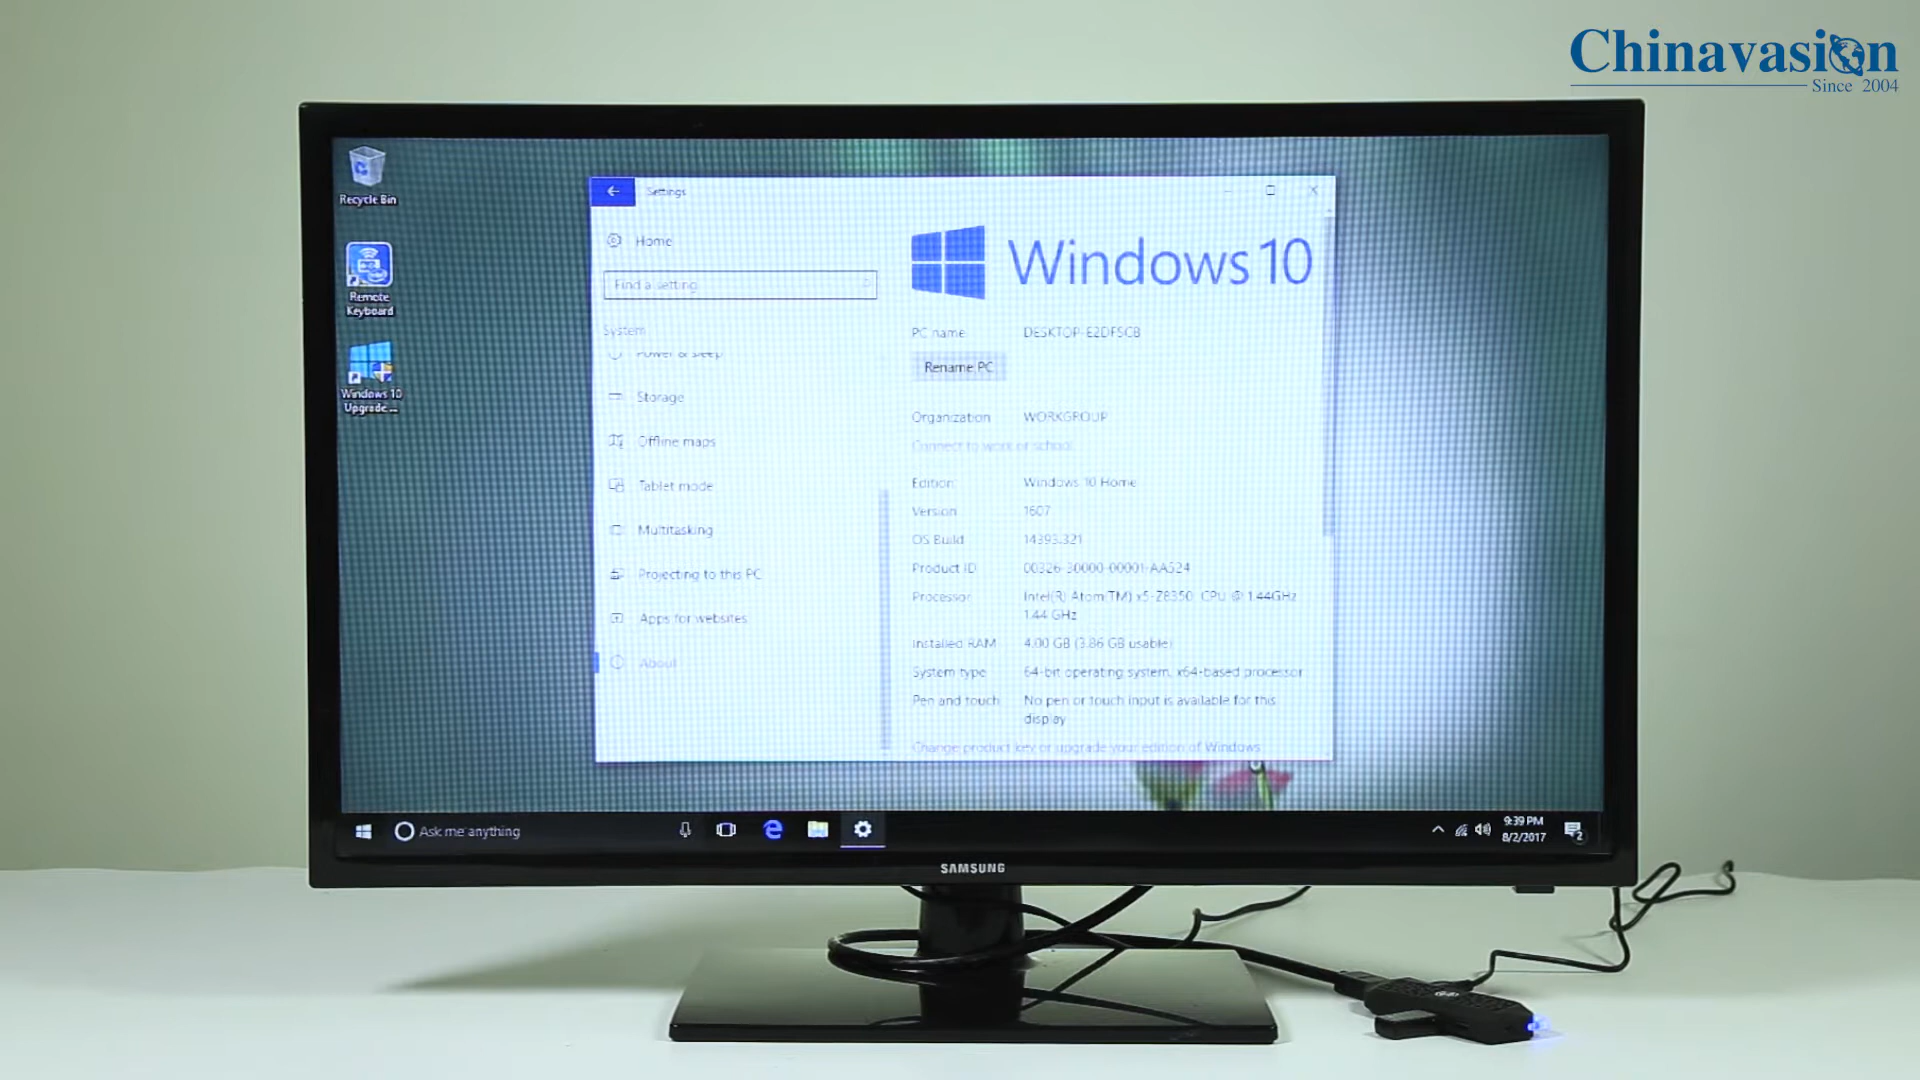 Chinavasion
Since 2004
Recycle Bin
Remote
Keyboard
Windows 10
Upgrade ...
Settings
Home
Find a setting
System
Power & sleep
Storage
Offline maps
Tablet mode
Multitasking
Projecting to this PC
Apps for websites
About
Windows 10
PC name DESKTOP-E2DFSCB
Rename PC
Organization WORKGROUP
Connect to work or school
Edition Windows 10 Home
Version 1607
OS Build 14393.321
Product ID 00326-30000-00001-AA524
Processor Intel(R) Atom(TM) x5-Z8350 CPU @ 1.44GHz
1.44 GHz
Installed RAM 4.00 GB (3.86 GB usable)
System type 64-bit operating system, x64-based processor
Pen and touch No pen or touch input is available for this
display
Change product key or upgrade your edition of Windows
Ask me anything
9:39 PM
8/2/2017
2
SAMSUNG